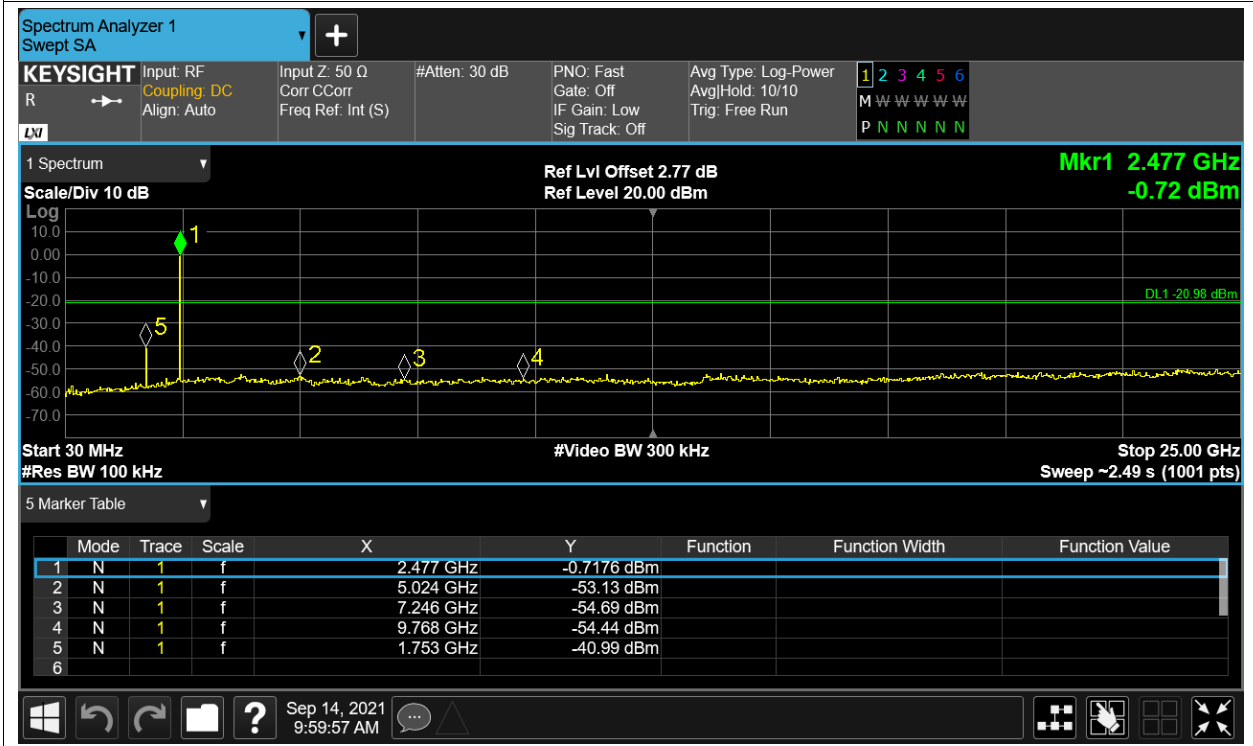 Spectrum Analyzer 1
Swept SA
+
KEYSIGHT Input: RF Input Z: 50 Ω #Atten: 30 dB PNO: Fast Avg Type: Log-Power 1 2 3 4 5 6
R Coupling: DC Corr CCorr Gate: Off Avg|Hold: 10/10 M W W W W W
Align: Auto Freq Ref: Int (S) IF Gain: Low Trig: Free Run
LXI Sig Track: Off P N N N N N
1 Spectrum Ref Lvl Offset 2.77 dB Mkr1 2.477 GHz
Scale/Div 10 dB Ref Level 20.00 dBm -0.72 dBm
Log
10.0 1
0.00
-10.0
-20.0 DL1 -20.98 dBm
-30.0 5
-40.0 2 3 4
-50.0
-60.0
-70.0
Start 30 MHz #Video BW 300 kHz Stop 25.00 GHz
#Res BW 100 kHz Sweep ~2.49 s (1001 pts)
5 Marker Table
Mode Trace Scale X Y Function Function Width Function Value
1 N 1 f 2.477 GHz -0.7176 dBm
2 N 1 f 5.024 GHz -53.13 dBm
3 N 1 f 7.246 GHz -54.69 dBm
4 N 1 f 9.768 GHz -54.44 dBm
5 N 1 f 1.753 GHz -40.99 dBm
6
? Sep 14, 2021
9:59:57 AM